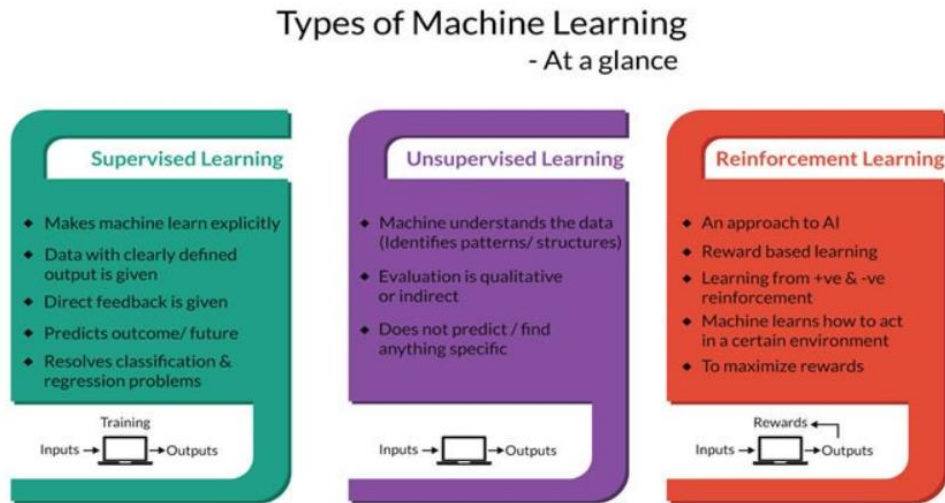 Types of Machine Learning
- At a glance
Supervised Learning
◆ Makes machine learn explicitly
◆ Data with clearly defined
output is given
◆ Direct feedback is given
◆ Predicts outcome/ future
◆ Resolves classification &
regression problems
Training
Inputs → → Outputs
Unsupervised Learning
◆ Machine understands the data
(Identifies patterns/ structures)
◆ Evaluation is qualitative
or indirect
◆ Does not predict / find
anything specific
Inputs → → Outputs
Reinforcement Learning
◆ An approach to AI
◆ Reward based learning
◆ Learning from +ve & -ve
reinforcement
◆ Machine learns how to act
in a certain environment
◆ To maximize rewards
Rewards
Inputs → → Outputs